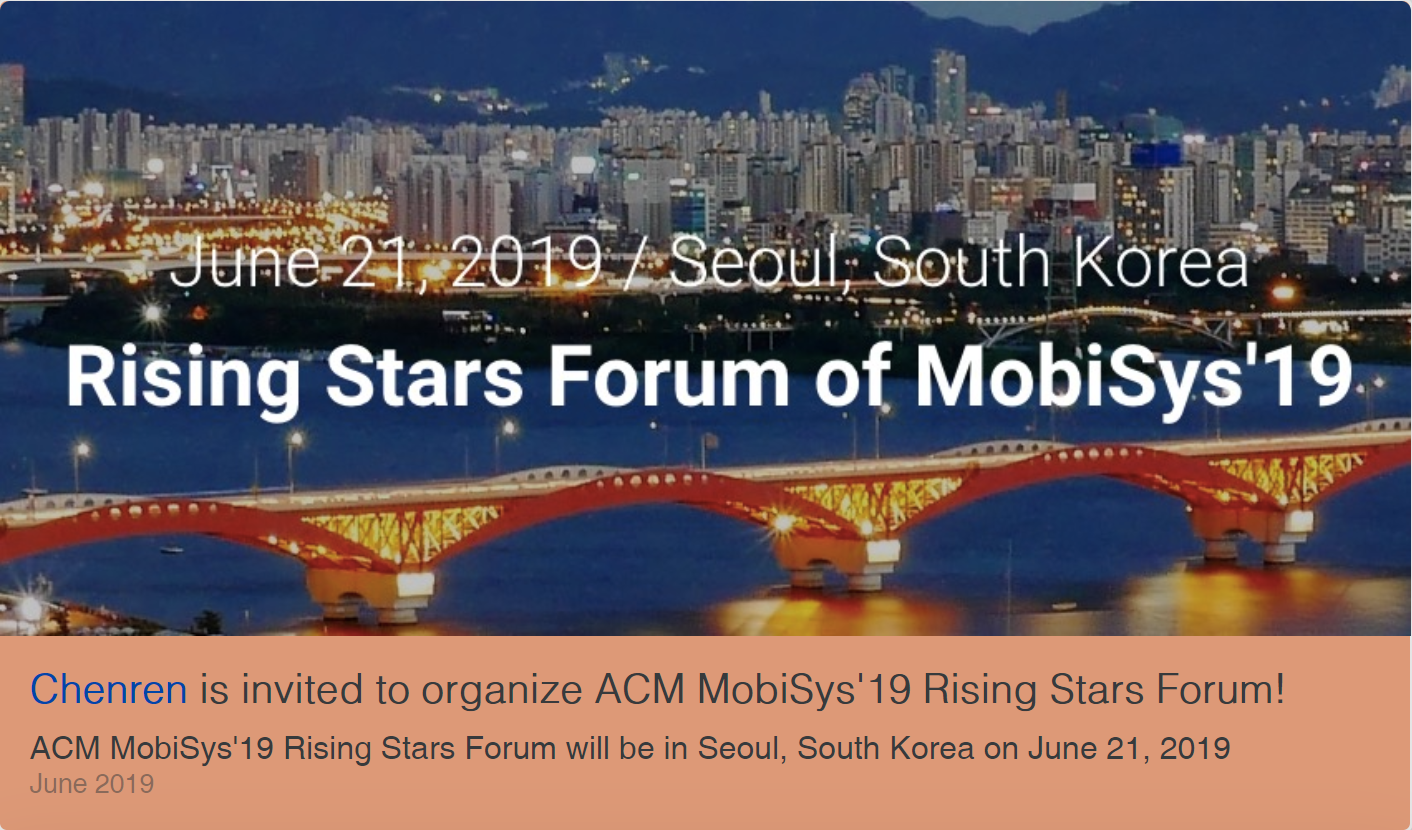 June 21, 2019 / Seoul, South Korea
Rising Stars Forum of MobiSys'19
Chenren is invited to organize ACM MobiSys'19 Rising Stars Forum!
ACM MobiSys'19 Rising Stars Forum will be in Seoul, South Korea on June 21, 2019
June 2019